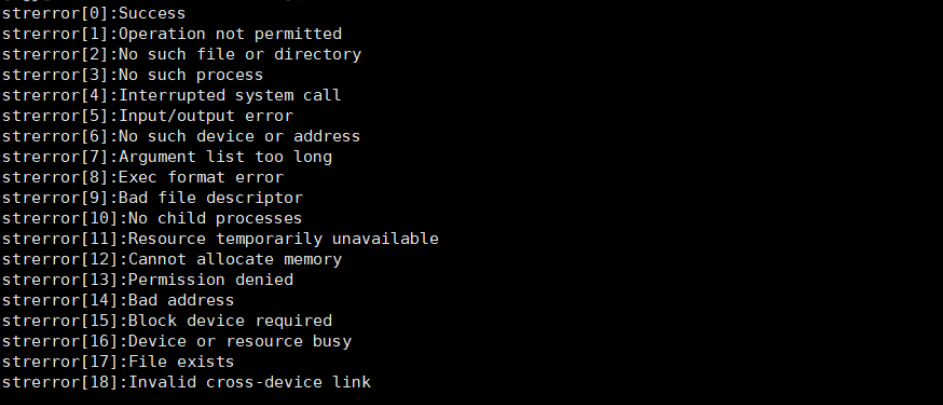 strerror[0]:Success
strerror[1]:Operation not permitted
strerror[2]:No such file or directory
strerror[3]:No such process
strerror[4]:Interrupted system call
strerror[5]:Input/output error
strerror[6]:No such device or address
strerror[7]:Argument list too long
strerror[8]:Exec format error
strerror[9]:Bad file descriptor
strerror[10]:No child processes
strerror[11]:Resource temporarily unavailable
strerror[12]:Cannot allocate memory
strerror[13]:Permission denied
strerror[14]:Bad address
strerror[15]:Block device required
strerror[16]:Device or resource busy
strerror[17]:File exists
strerror[18]:Invalid cross-device link